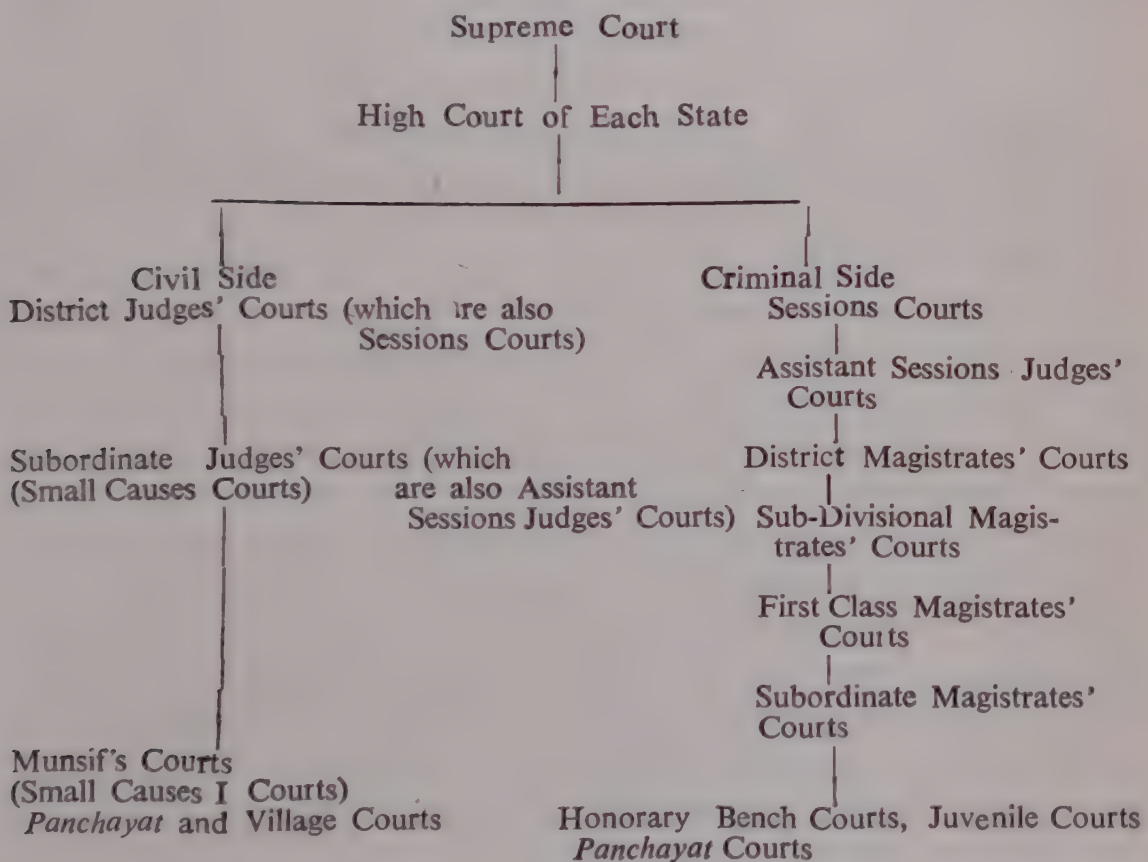 Supreme Court
High Court of Each State
Civil Side
District Judges' Courts (which are also
Sessions Courts)
Subordinate Judges' Courts (which
(Small Causes Courts) are also Assistant
Sessions Judges' Courts)
Munsif's Courts
(Small Causes I Courts)
Panchayat and Village Courts
Criminal Side
Sessions Courts
Assistant Sessions Judges'
Courts
District Magistrates' Courts
Sub-Divisional Magis-
trates' Courts
First Class Magistrates'
Courts
Subordinate Magistrates'
Courts
Honorary Bench Courts, Juvenile Courts
Panchayat Courts